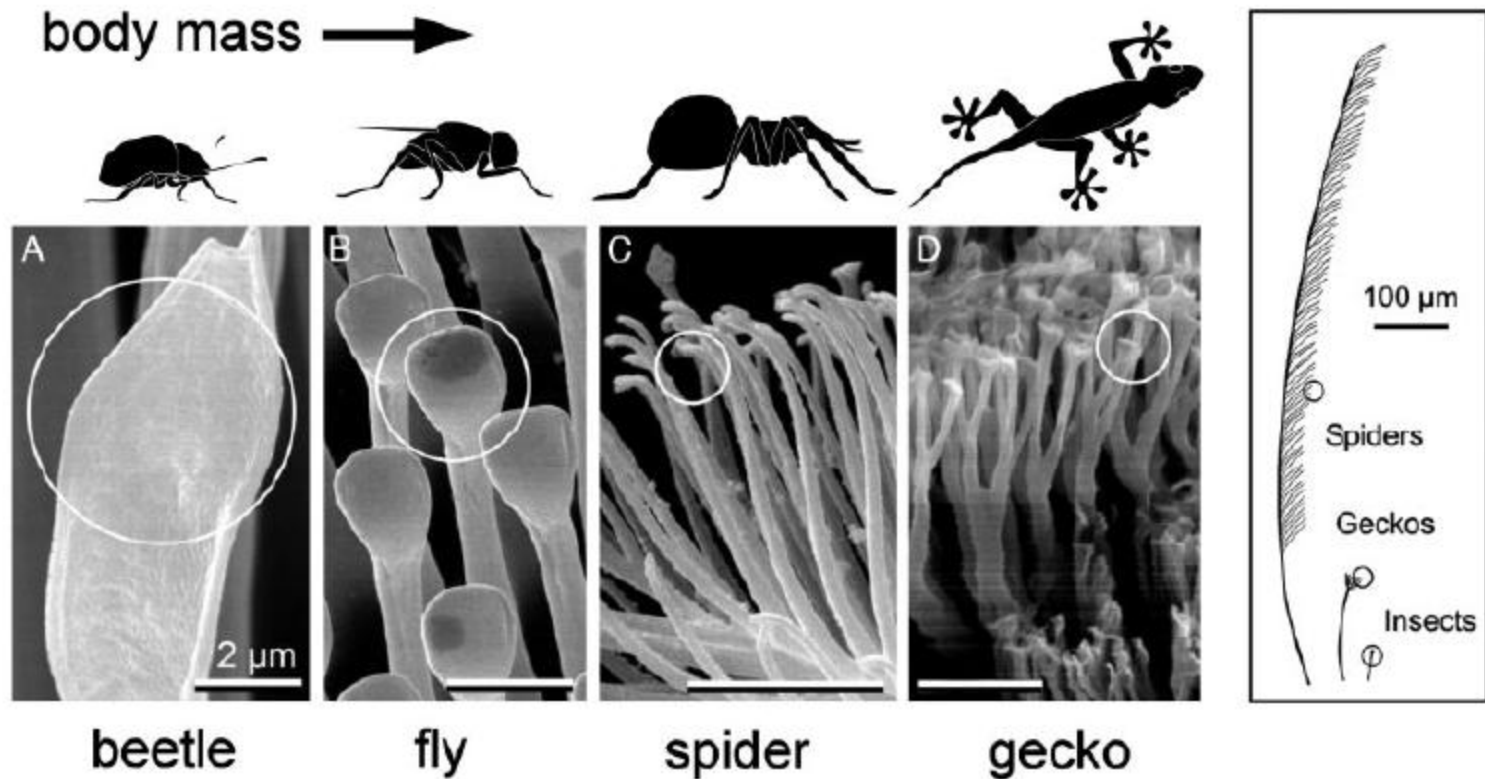 body mass
A
B
C
D
2 μm
beetle
fly
spider
gecko
100 μm
Spiders
Geckos
Insects